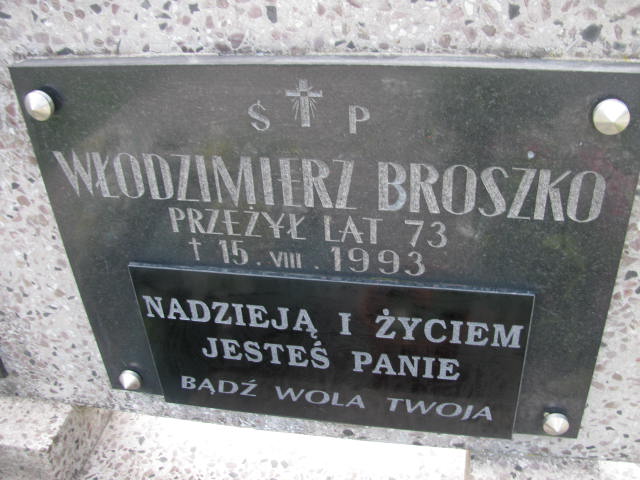 Ś P
WŁODZIMIERZ BROSZKO
PRZEŻYŁ LAT 73
† 15. VIII. 1993
NADZIEJĄ I ŻYCIEM
JESTEŚ PANIE
BĄDŹ WOLA TWOJA